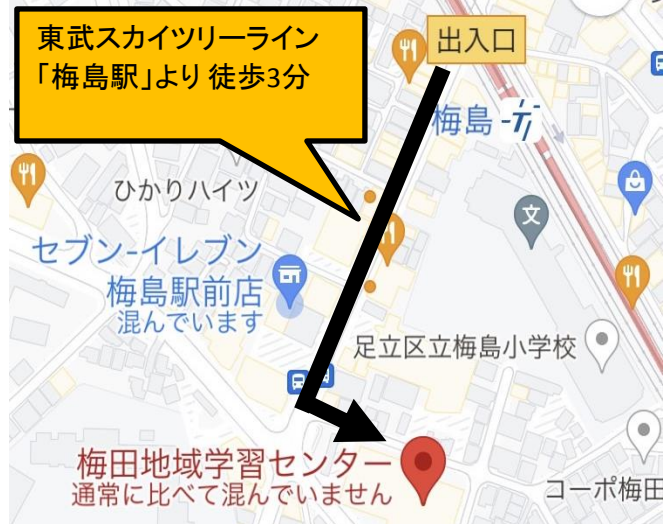 東武スカイツリーライン
「梅島駅」より 徒歩3分
出入口
梅島
ひかりハイツ
文
セブン-イレブン
梅島駅前店
混んでいます
足立区立梅島小学校
梅田地域学習センター
通常に比べて混んでいません
コーポ梅田